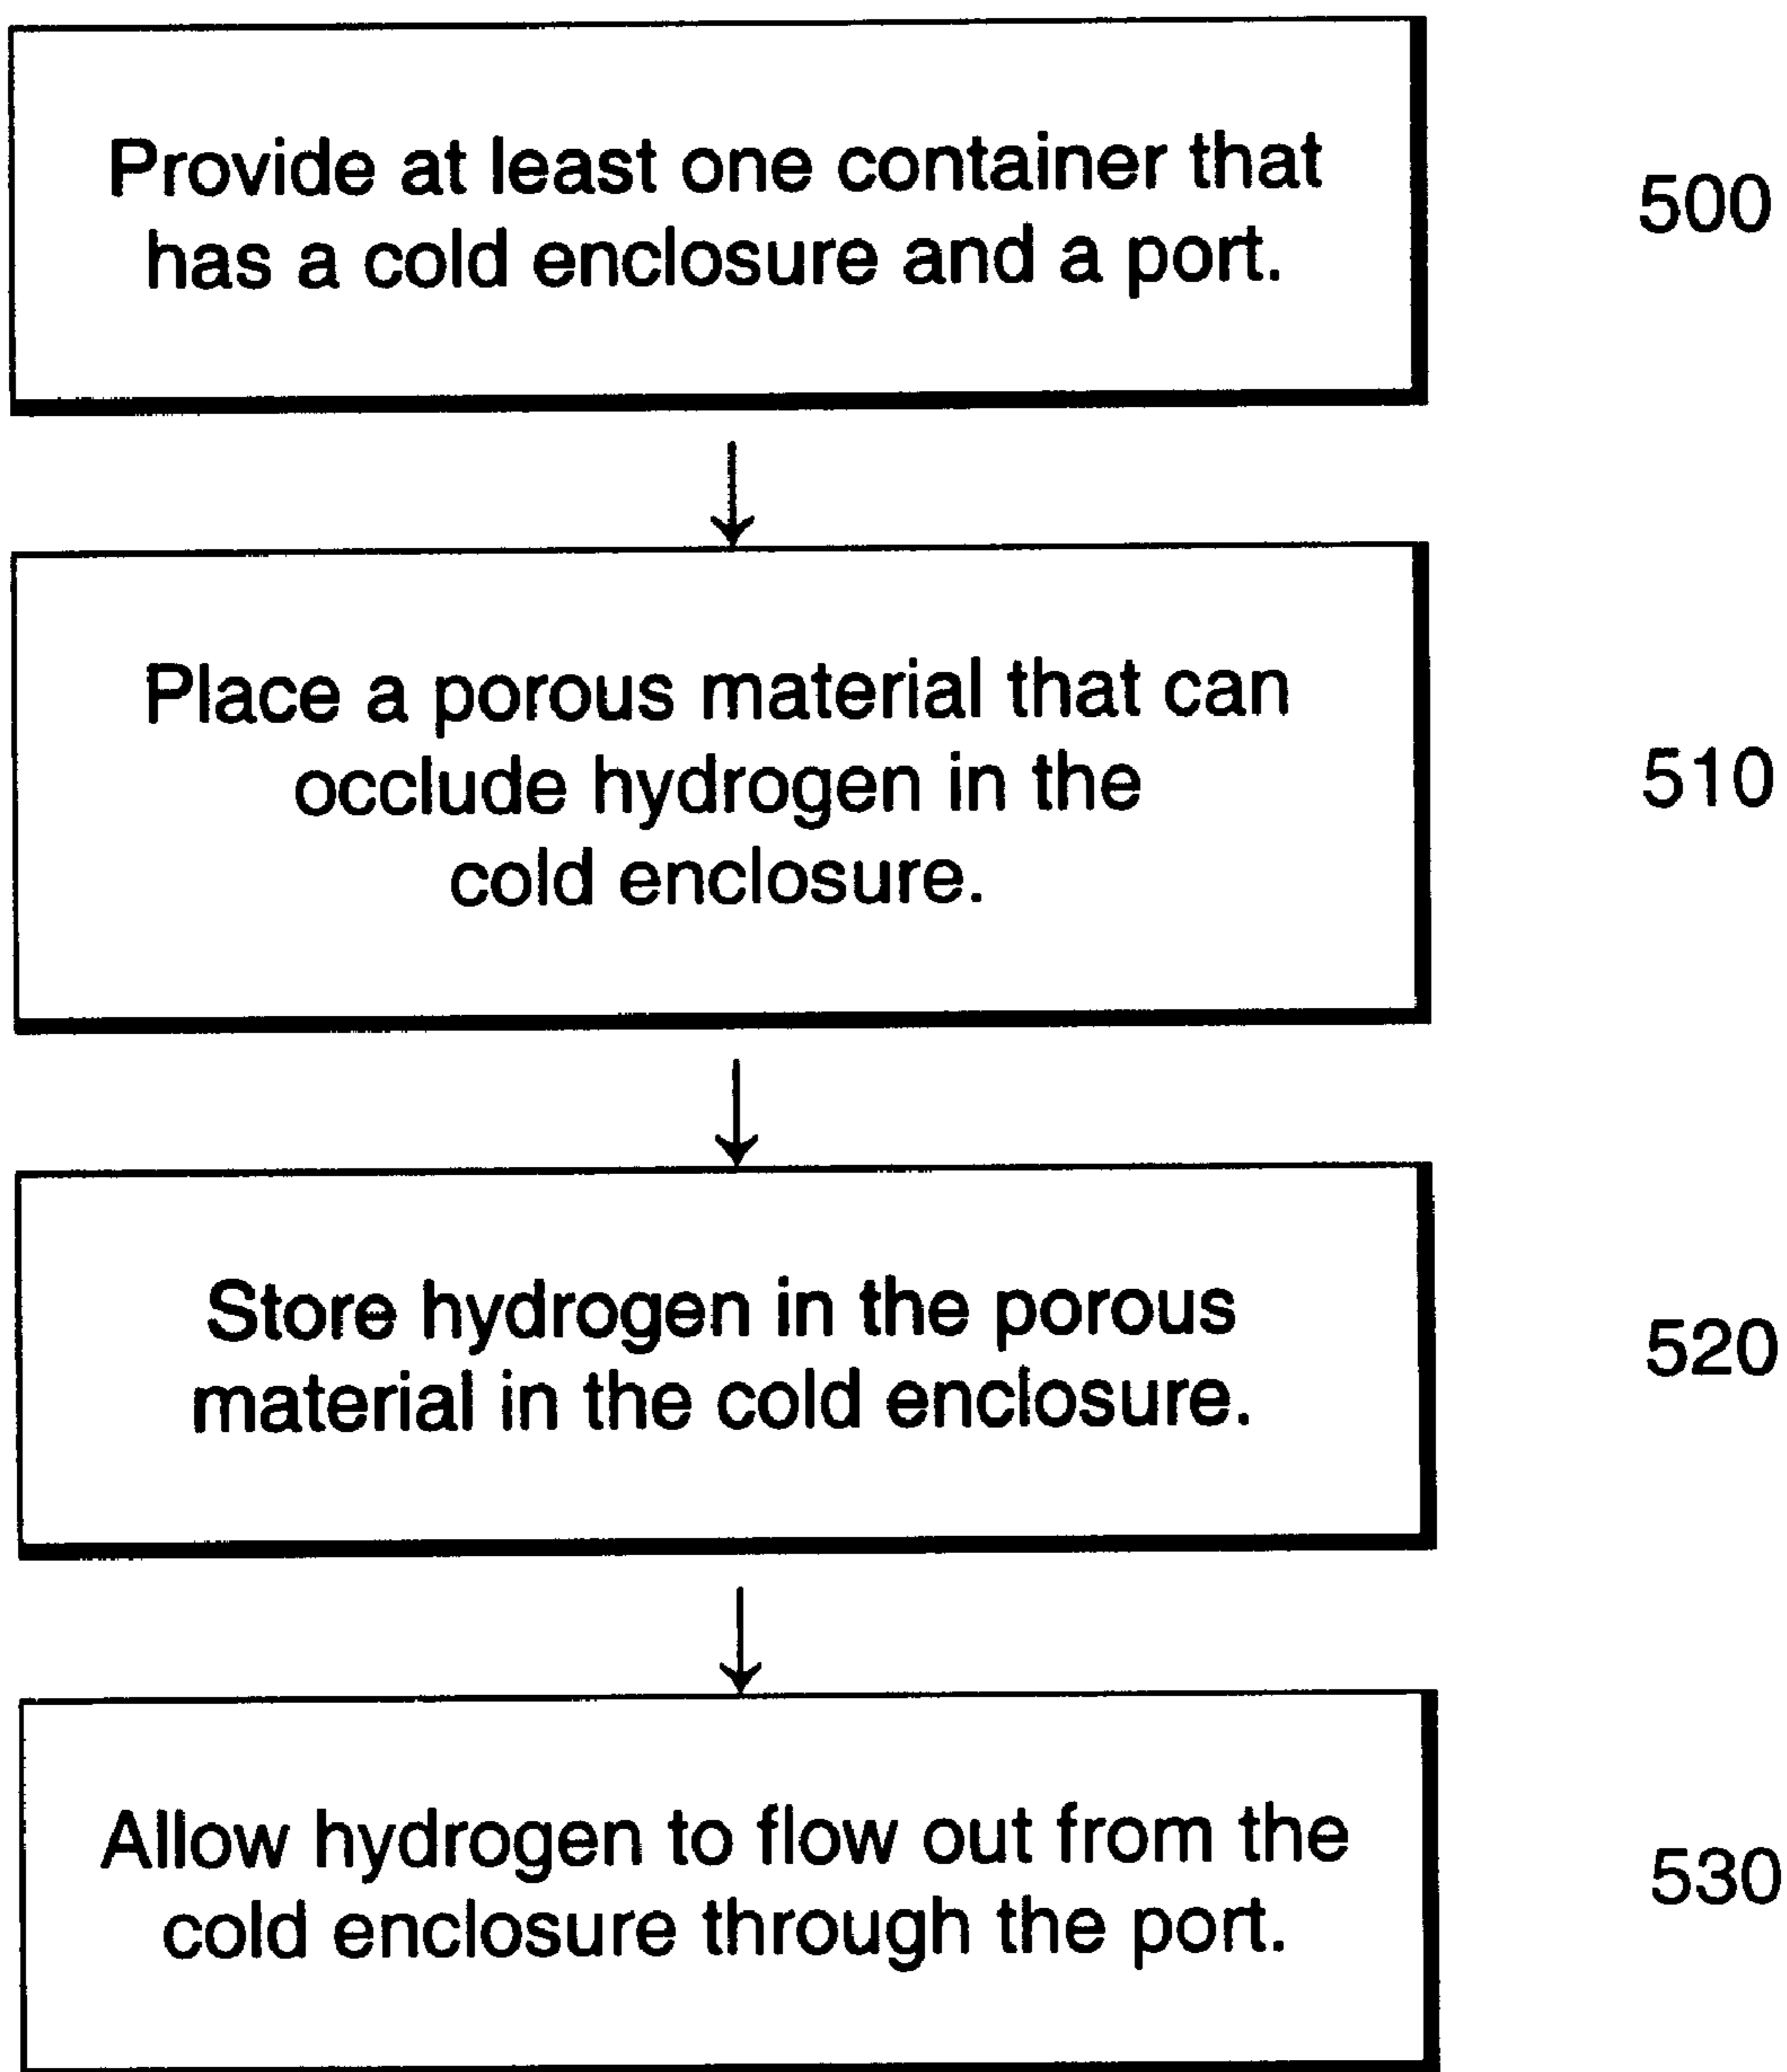 Provide at least one container that
has a cold enclosure and a port.
500
Place a porous material that can
occlude hydrogen in the
cold enclosure.
510
Store hydrogen in the porous
material in the cold enclosure.
520
Allow hydrogen to flow out from the
cold enclosure through the port.
530